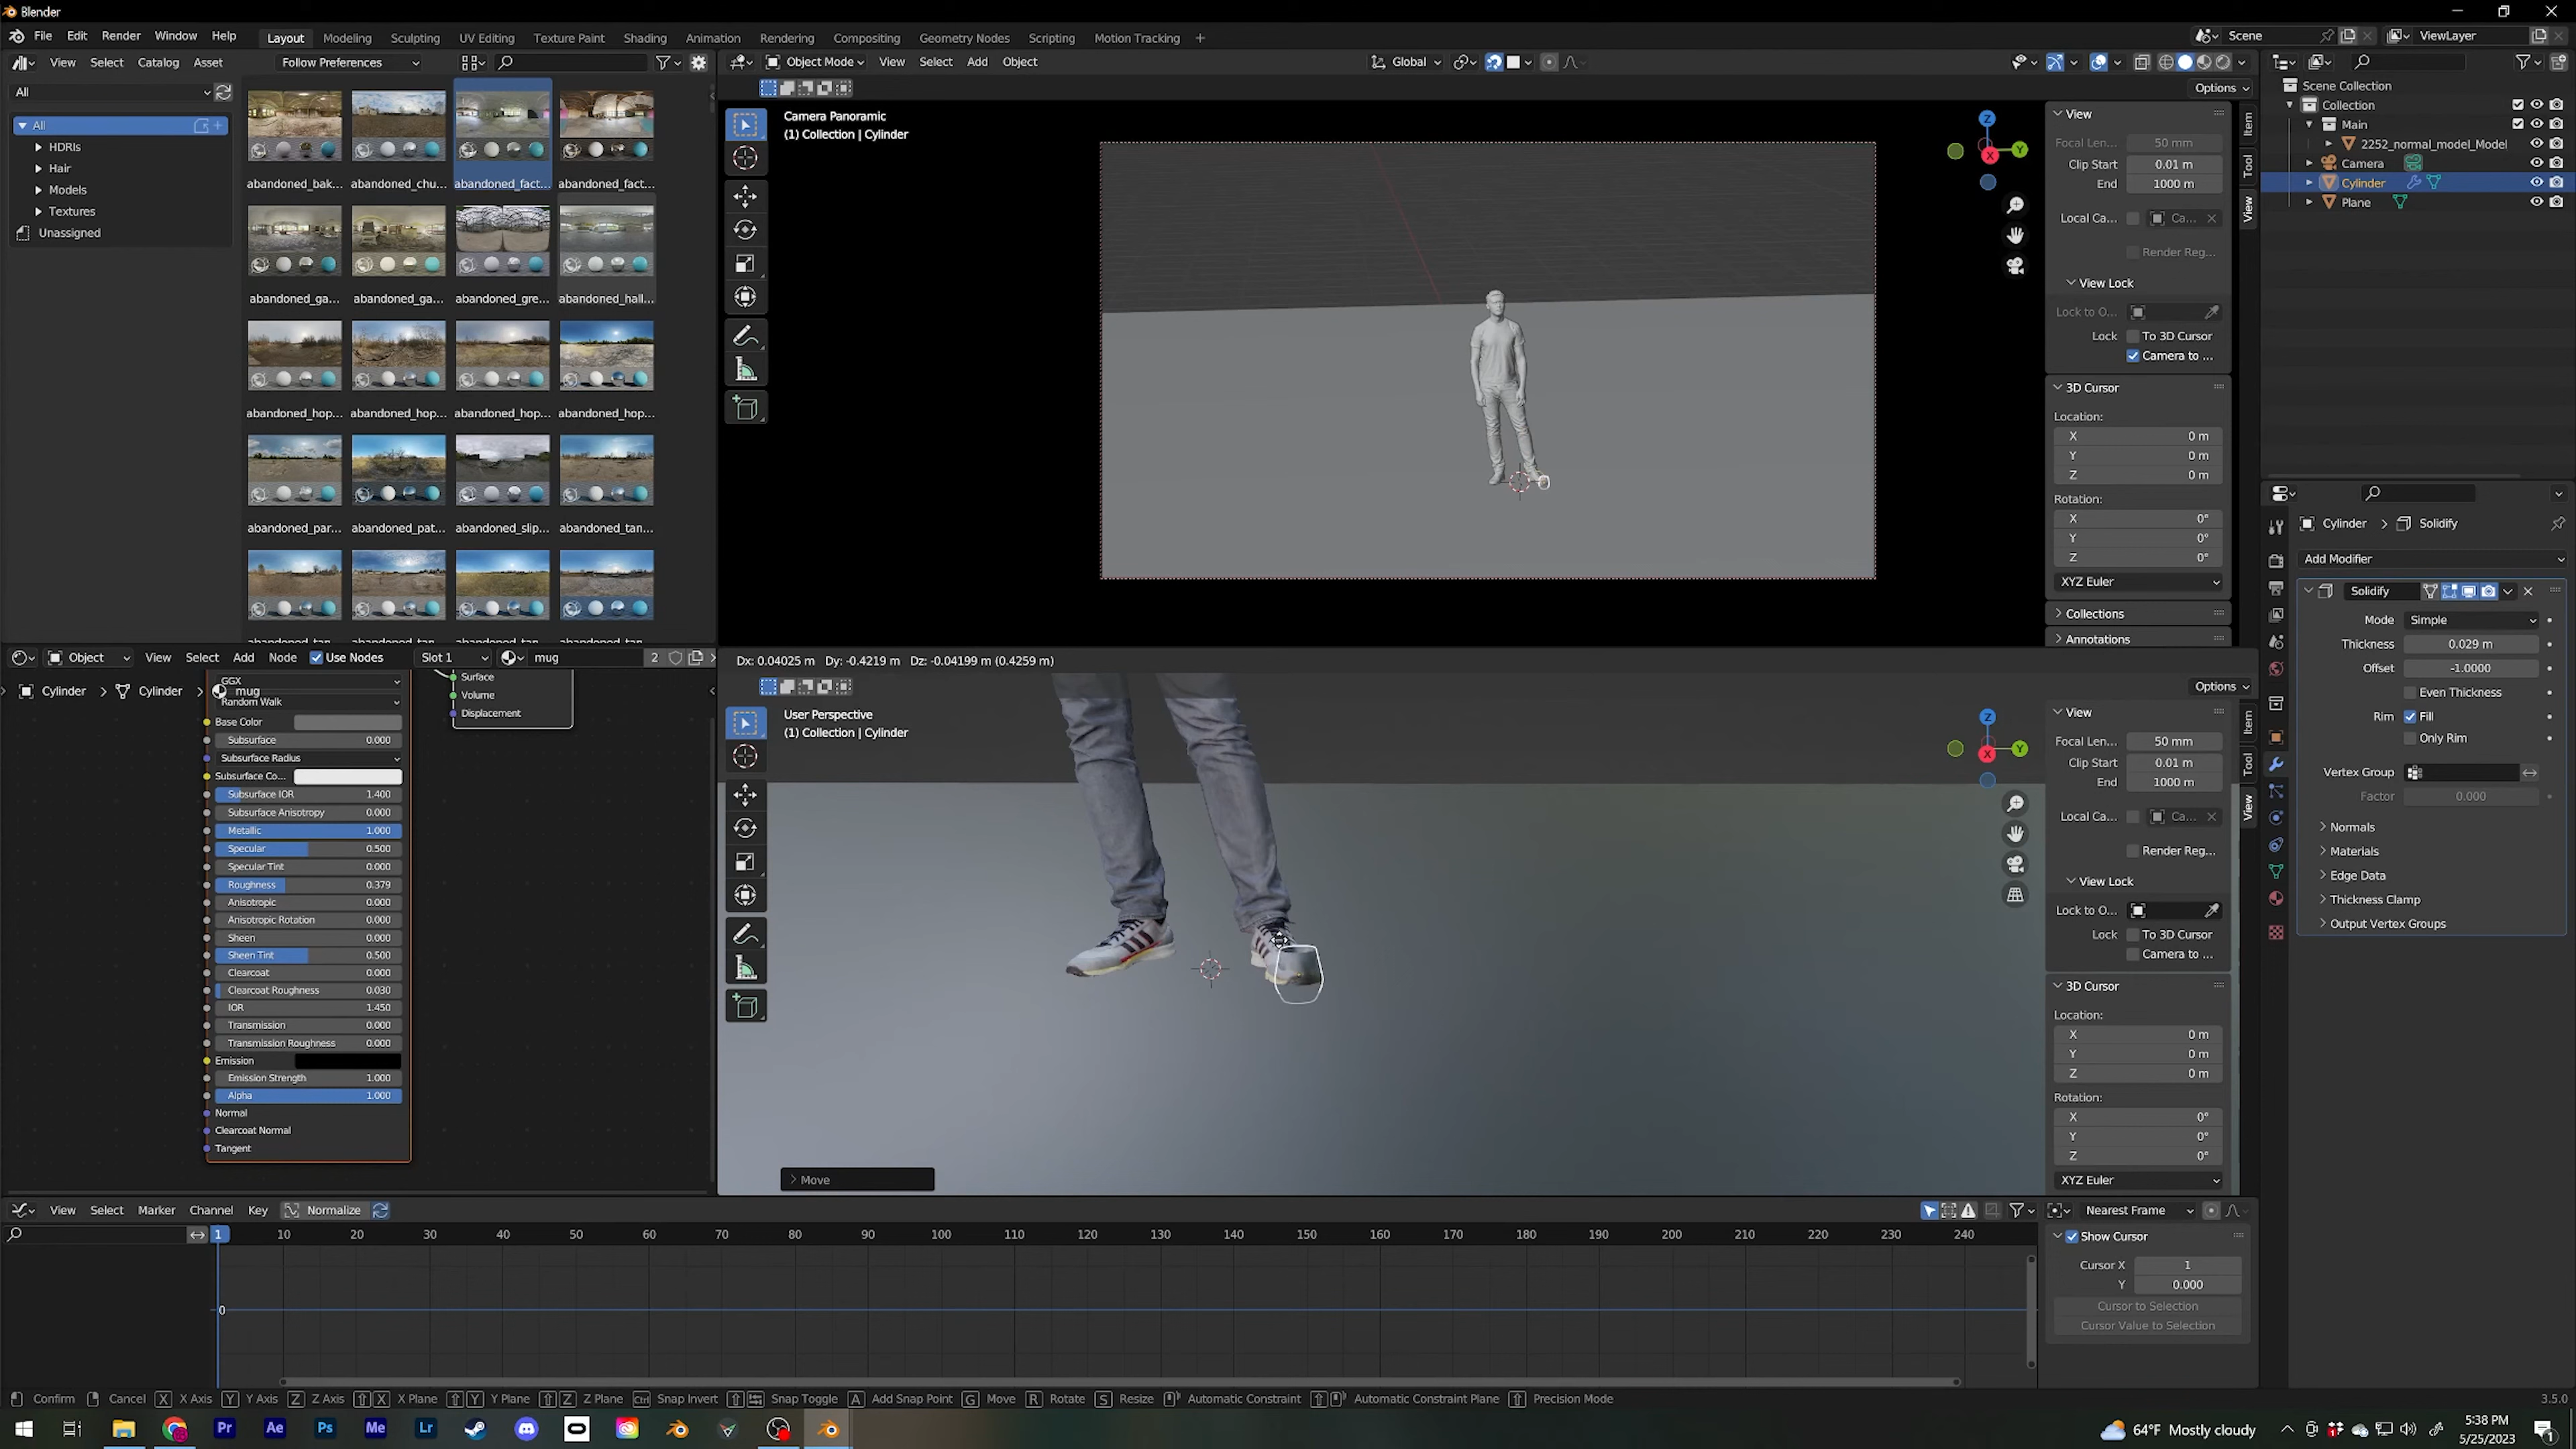 Blender
File Edit Render Window Help
Layout Modeling Sculpting UV Editing Texture Paint Shading Animation Rendering Compositing Geometry Nodes Scripting Motion Tracking +
Scene
ViewLayer
View Select Catalog Asset
Follow Preferences
All
All
HDRIs
Hair
Models
Textures
Unassigned
abandoned_bak... abandoned_chu... abandoned_fact... abandoned_fact...
abandoned_ga... abandoned_ga... abandoned_gre... abandoned_hall...
abandoned_hop... abandoned_hop... abandoned_hop... abandoned_hop...
abandoned_par... abandoned_pat... abandoned_slip... abandoned_tan...
Object Mode View Select Add Object
Global
Options
Camera Panoramic
(1) Collection | Cylinder
View
Focal Len... 50 mm
Clip Start 0.01 m
End 1000 m
Local Ca... Ca...
Render Reg...
View Lock
Lock to O...
Lock To 3D Cursor
Camera to ...
3D Cursor
Location:
X 0 m
Y 0 m
Z 0 m
Rotation:
X 0°
Y 0°
Z 0°
XYZ Euler
Collections
Annotations
Item
Tool
View
Scene Collection
Collection
Main
2252_normal_model_Model
Camera
Cylinder
Plane
Cylinder > Solidify
Add Modifier
Solidify
Mode Simple
Thickness 0.029 m
Offset -1.0000
Even Thickness
Rim Fill
Only Rim
Vertex Group
Factor 0.000
Normals
Materials
Edge Data
Thickness Clamp
Output Vertex Groups
Object View Select Add Node Use Nodes Slot 1 mug 2
Cylinder > Cylinder > mug
GGX
Random Walk
Base Color
Subsurface 0.000
Subsurface Radius
Subsurface Co...
Subsurface IOR 1.400
Subsurface Anisotropy 0.000
Metallic 1.000
Specular 0.500
Specular Tint 0.000
Roughness 0.379
Anisotropic 0.000
Anisotropic Rotation 0.000
Sheen 0.000
Sheen Tint 0.500
Clearcoat 0.000
Clearcoat Roughness 0.030
IOR 1.450
Transmission 0.000
Transmission Roughness 0.000
Emission
Emission Strength 1.000
Alpha 1.000
Normal
Clearcoat Normal
Tangent
Surface
Volume
Displacement
Dx: 0.04025 m Dy: -0.4219 m Dz: -0.04199 m (0.4259 m)
Options
User Perspective
(1) Collection | Cylinder
Move
View
Focal Len... 50 mm
Clip Start 0.01 m
End 1000 m
Local Ca... Ca...
Render Reg...
View Lock
Lock to O...
Lock To 3D Cursor
Camera to ...
3D Cursor
Location:
X 0 m
Y 0 m
Z 0 m
Rotation:
X 0°
Y 0°
Z 0°
XYZ Euler
Item
Tool
View
View Select Marker Channel Key Normalize
Nearest Frame
1 10 20 30 40 50 60 70 80 90 100 110 120 130 140 150 160 170 180 190 200 210 220 230 240
0
Show Cursor
Cursor X 1
Y 0.000
Cursor to Selection
Cursor Value to Selection
Confirm Cancel X X Axis Y Y Axis Z Z Axis X X Plane Y Y Plane Z Z Plane Ctrl Snap Invert Snap Toggle A Add Snap Point G Move R Rotate S Resize Automatic Constraint Automatic Constraint Plane Precision Mode
3.5.0
Pr Ae Ps Me Lr
64°F Mostly cloudy
5:38 PM
5/25/2023